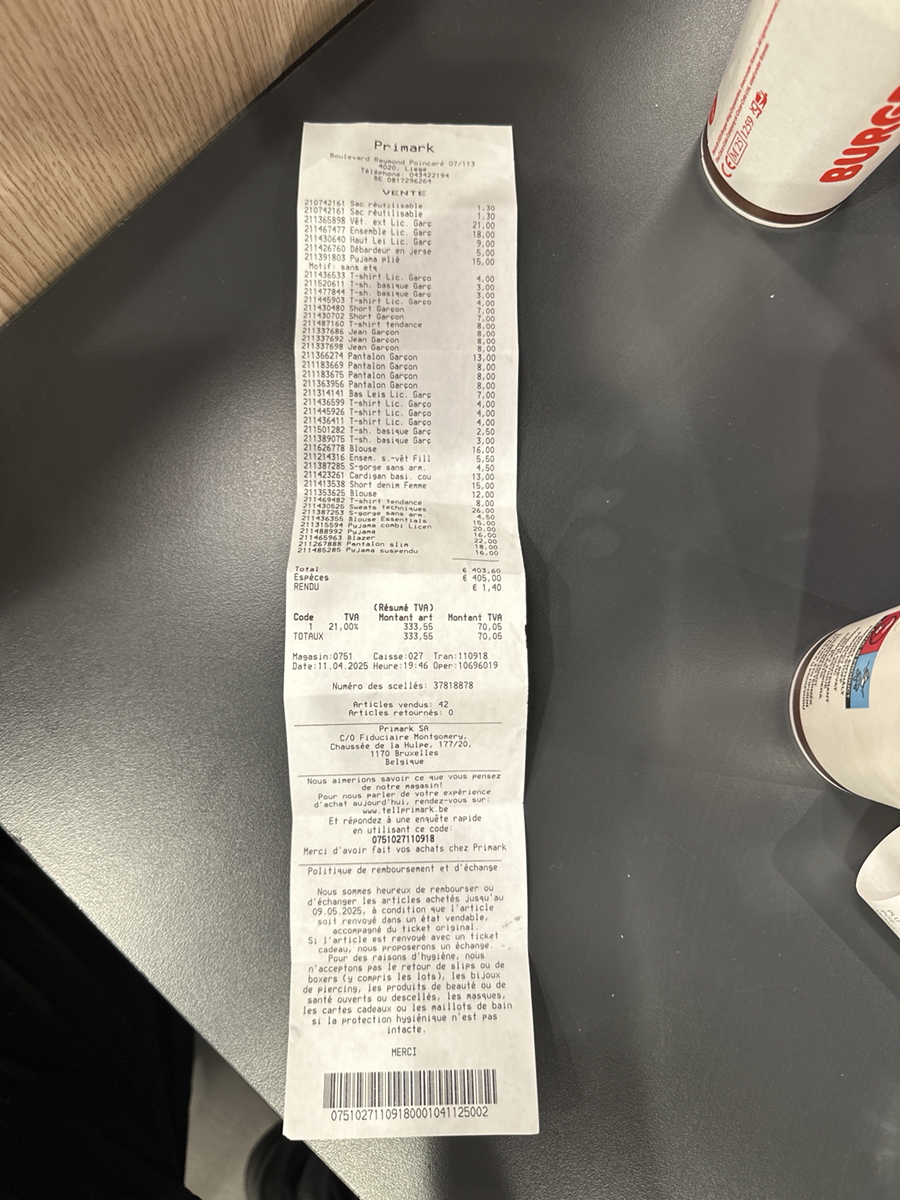 Primark
Boulevard Raymond Poincaré 07/113
4020, Liege
Téléphone: 043422194
BE 0817296264
VENTE
210742161 Sac réutilisable 1,30
210742161 Sac réutilisable 1,30
211365898 Vêt. ext Lic. Garç 21,00
211467477 Ensemble Lic. Garç 18,00
211430640 Haut Lei Lic. Garç 9,00
211426760 Débardeur en jerse 5,00
211391803 Pyjama plié 15,00
Motif: sans etq
211436533 T-shirt Lic. Garço 4,00
211520611 T-sh. basique Garc 3,00
211477844 T-sh. basique Garc 3,00
211445903 T-shirt Lic. Garço 4,00
211430480 Short Garçon 7,00
211430702 Short Garçon 7,00
211487160 T-shirt tendance 8,00
211337686 Jean Garçon 8,00
211337692 Jean Garçon 8,00
211337698 Jean Garçon 8,00
211366274 Pantalon Garçon 13,00
211183669 Pantalon Garçon 8,00
211183675 Pantalon Garçon 8,00
211363956 Pantalon Garçon 8,00
211314141 Bas Leis Lic. Garç 7,00
211436599 T-shirt Lic. Garço 4,00
211445926 T-shirt Lic. Garço 4,00
211436411 T-shirt Lic. Garço 4,00
211501282 T-sh. basique Garc 2,50
211389075 T-sh. basique Garc 3,00
211626778 Blouse 16,00
211214316 Ensem. s.-vêt Fill 5,50
211387285 S-gorge sans arm. 4,50
211423261 Cardigan basi. cou 13,00
211413538 Short denim Femme 15,00
211353625 Blouse 12,00
211469482 T-shirt tendance 8,00
211430525 Sweats techniques 26,00
211387253 S-gorge sans arm. 4,50
211436355 Blouse Essentials 15,00
211315594 Pyjama combi Licen 20,00
211488992 Pyjama 16,00
211465963 Blazer 22,00
211267888 Pantalon slim 18,00
211485285 Pyjama suspendu 16,00
Total € 403,60
Espèces € 405,00
RENDU € 1,40
(Résumé TVA)
Code TVA Montant art Montant TVA
1 21,00% 333,55 70,05
TOTAUX 333,55 70,05
Magasin:0751 Caisse:027 Tran:110918
Date:11.04.2025 Heure:19:46 Oper:10696019
Numéro des scellés: 37818878
Articles vendus: 42
Articles retournés: 0
Primark SA
C/O Fiduciaire Montgomery,
Chaussée de la Hulpe, 177/20,
1170 Bruxelles
Belgique
Nous aimerions savoir ce que vous pensez
de notre magasin!
Pour nous parler de votre expérience
d'achat aujourd'hui, rendez-vous sur:
www.tellprimark.be
Et répondez à une enquête rapide
en utilisant ce code:
0751027110918
Merci d'avoir fait vos achats chez Primark
Politique de remboursement et d'échange
Nous sommes heureux de rembourser ou
d'échanger les articles achetés jusqu'au
09.05.2025, à condition que l'article
soit renvoyé dans un état vendable,
accompagné du ticket original.
Si l'article est renvoyé avec un ticket
cadeau, nous proposerons un échange.
Pour des raisons d'hygiène, nous
n'acceptons pas le retour de slips ou de
boxers (y compris les lots), les bijoux
de piercing, les produits de beauté ou de
santé ouverts ou descellés, les masques,
les cartes cadeaux ou les maillots de bain
si la protection hygiénique n'est pas
intacte.
MERCI
07510271109180001041125002
CE M 25 1259